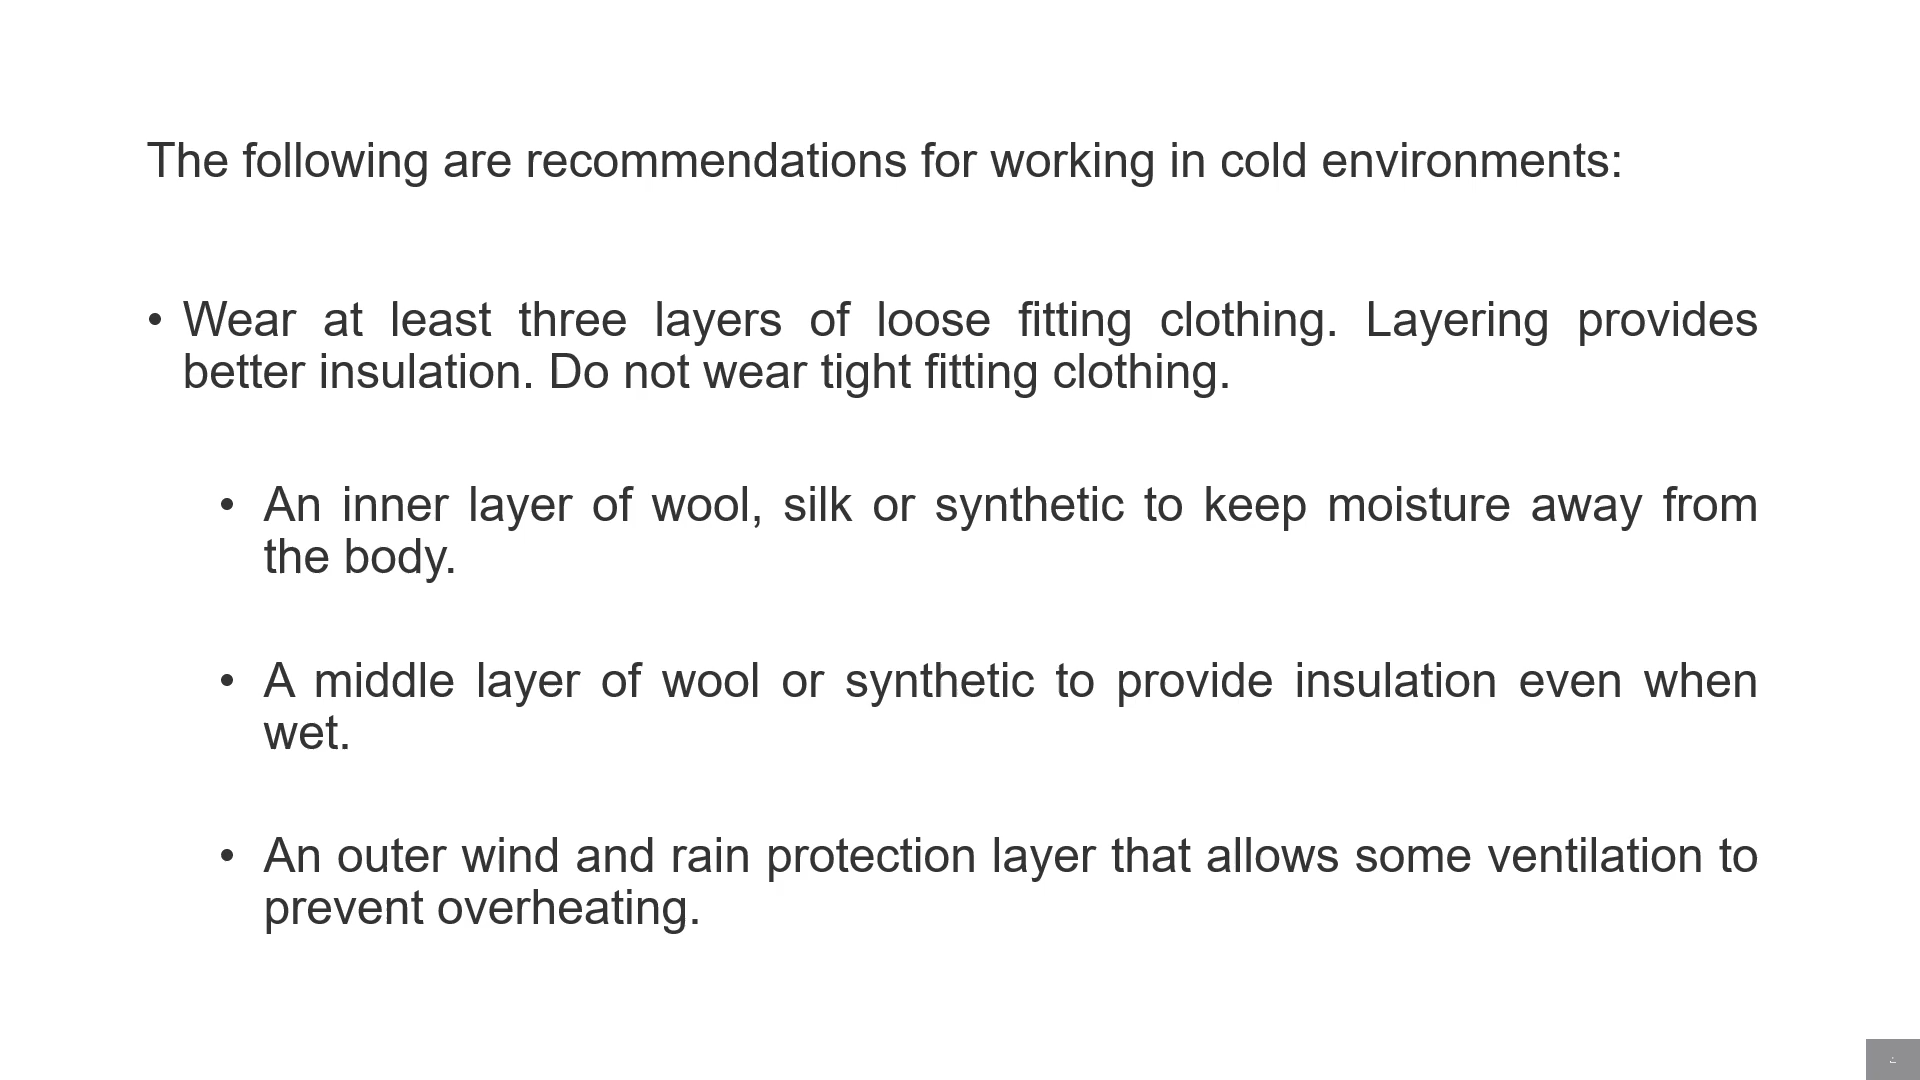 The following are recommendations for working in cold environments:
• Wear at least three layers of loose fitting clothing. Layering provides
better insulation. Do not wear tight fitting clothing.
• An inner layer of wool, silk or synthetic to keep moisture away from
the body.
• A middle layer of wool or synthetic to provide insulation even when
wet.
• An outer wind and rain protection layer that allows some ventilation to
prevent overheating.